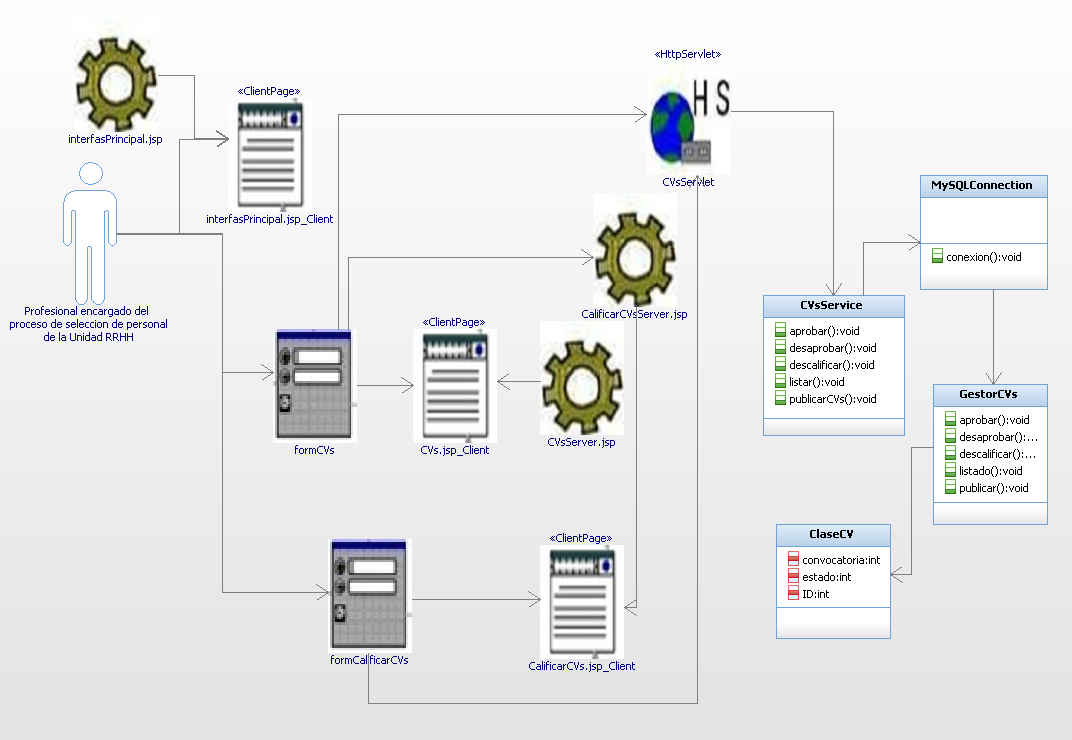 interfasPrincipal.jsp
«ClientPage»
interfasPrincipal.jsp_Client
Profesional encargado del
proceso de seleccion de personal
de la Unidad RRHH
«HttpServlet»
HS
CVsServlet
CalificarCVsServer.jsp
formCVs
«ClientPage»
CVs.jsp_Client
CVsServer.jsp
formCalificarCVs
«ClientPage»
CalificarCVs.jsp_Client
MySQLConnection
conexion():void
CVsService
aprobar():void
desaprobar():void
descalificar():void
listar():void
publicarCVs():void
GestorCVs
aprobar():void
desaprobar():...
descalificar():...
listado():void
publicar():void
ClaseCV
convocatoria:int
estado:int
ID:int